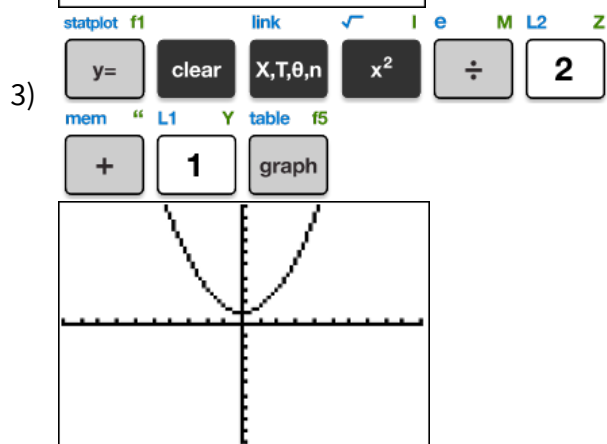 statplot f1 link √ I e M L2 Z
3) y= clear X,T,θ,n x² ÷ 2
mem “ L1 Y table f5
+ 1 graph